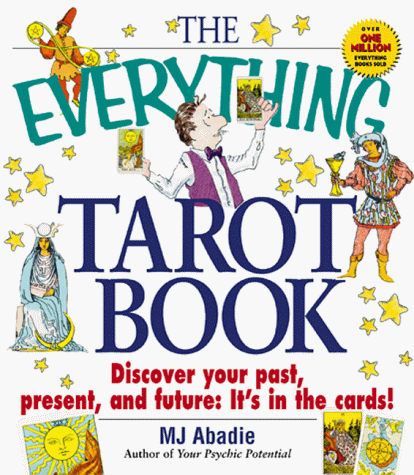 THE
EVERYTHING
OVER
ONE
MILLION
EVERYTHING
BOOKS SOLD
TAROT
BOOK
Discover your past,
present, and future: It's in the cards!
MJ Abadie
Author of Your Psychic Potential